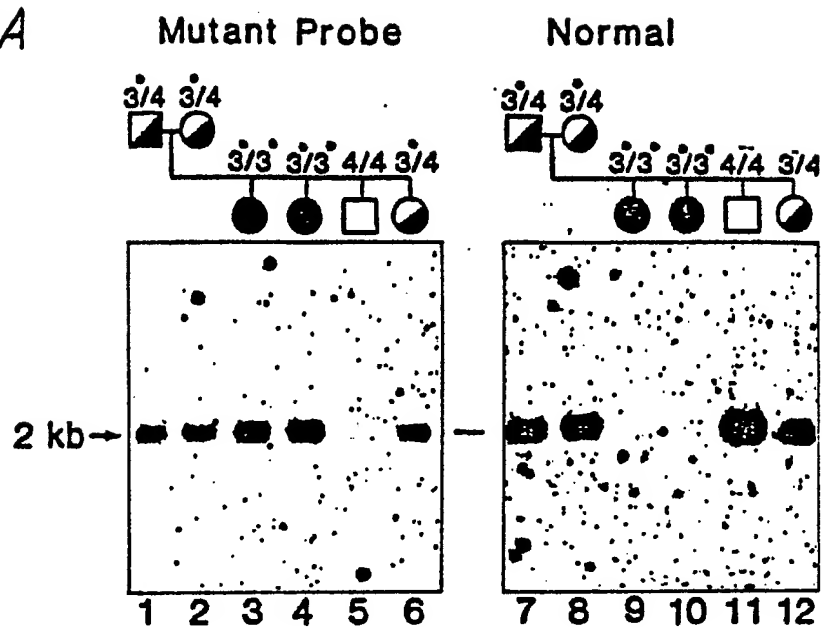 A
Mutant Probe Normal
3/4 3/4 3/4 3/4
3/3 3/3 4/4 3/4 3/3 3/3 4/4 3/4
2 kb→
1 2 3 4 5 6 7 8 9 10 11 12